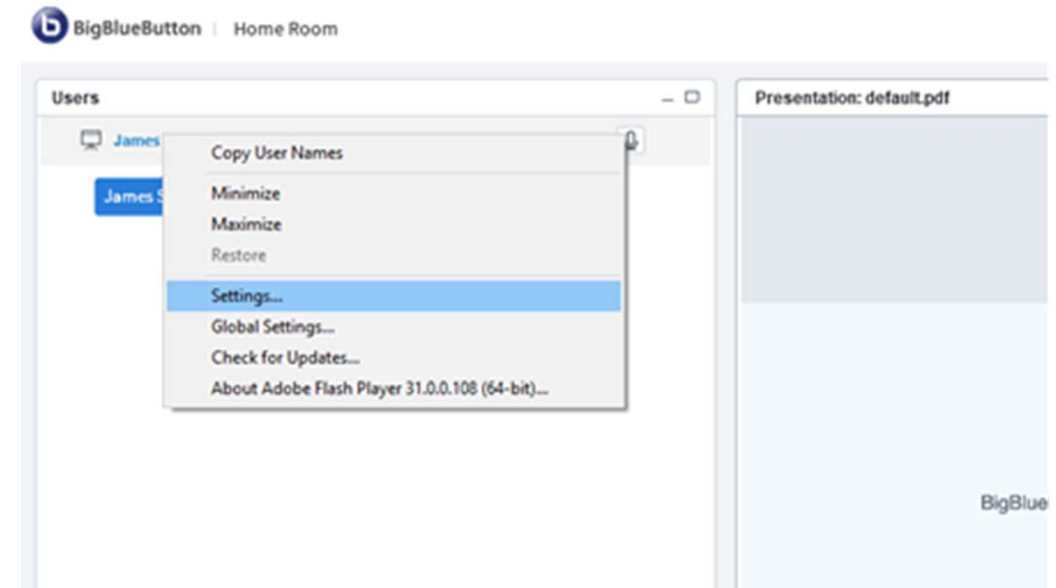 BigBlueButton | Home Room
Users
Presentation: default.pdf
James
Copy User Names
James S
Minimize
Maximize
Restore
Settings...
Global Settings...
Check for Updates...
About Adobe Flash Player 31.0.0.108 (64-bit)...
BigBlue